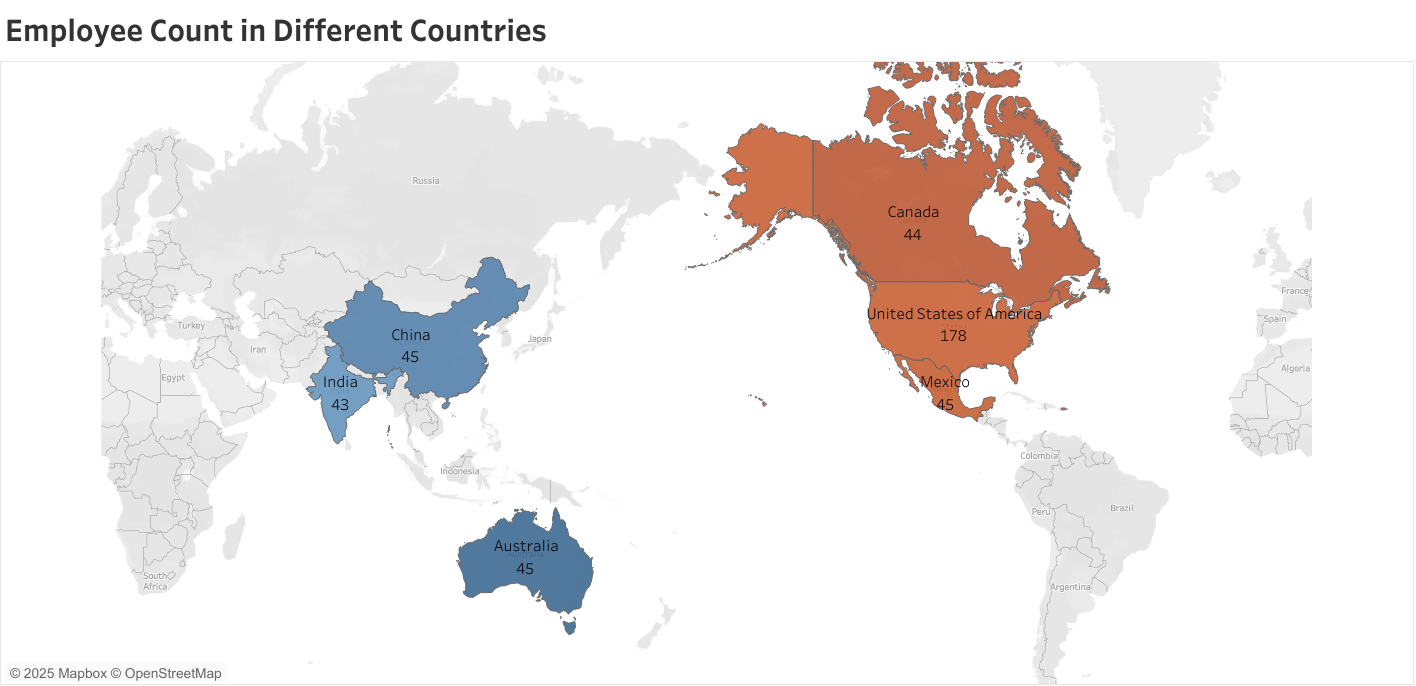 Employee Count in Different Countries
Russia
Canada
44
China
45
India
43
United States of America
178
Mexico
45
Turkey
Iran
Egypt
Japan
France
Spain
Algeria
Indonesia
Colombia
Peru
Brazil
Australia
45
South
Africa
Argentina
© 2025 Mapbox © OpenStreetMap